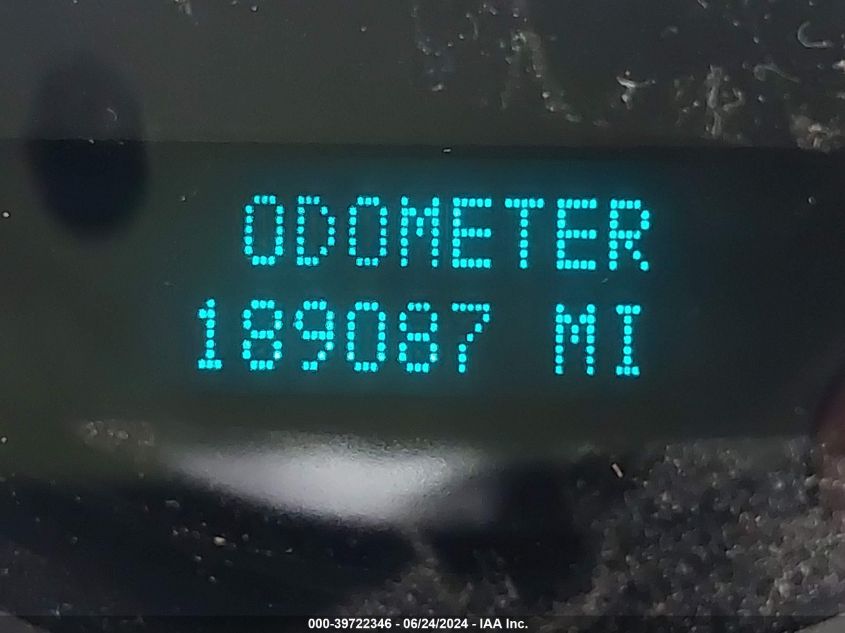 ODOMETER
189087 MI
000-39722346 - 06/24/2024 - IAA Inc.